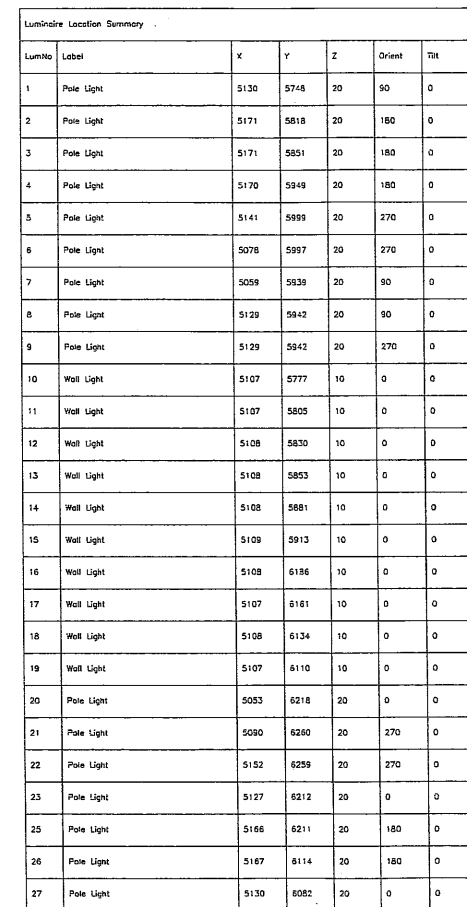 Luminaire Location Summary
LumNo Label X Y Z Orient Tilt
1 Pole Light 5130 5748 20 90 0
2 Pole Light 5171 5818 20 180 0
3 Pole Light 5171 5851 20 180 0
4 Pole Light 5170 5949 20 180 0
5 Pole Light 5141 5999 20 270 0
6 Pole Light 5078 5997 20 270 0
7 Pole Light 5059 5939 20 90 0
8 Pole Light 5129 5942 20 90 0
9 Pole Light 5129 5942 20 270 0
10 Wall Light 5107 5777 10 0 0
11 Wall Light 5107 5805 10 0 0
12 Wall Light 5108 5830 10 0 0
13 Wall Light 5108 5853 10 0 0
14 Wall Light 5108 5881 10 0 0
15 Wall Light 5109 5913 10 0 0
16 Wall Light 5108 6186 10 0 0
17 Wall Light 5107 6161 10 0 0
18 Wall Light 5108 6134 10 0 0
19 Wall Light 5107 6110 10 0 0
20 Pole Light 5053 6218 20 0 0
21 Pole Light 5090 6260 20 270 0
22 Pole Light 5152 6259 20 270 0
23 Pole Light 5127 6212 20 0 0
25 Pole Light 5166 6211 20 180 0
26 Pole Light 5167 6114 20 180 0
27 Pole Light 5130 6082 20 0 0